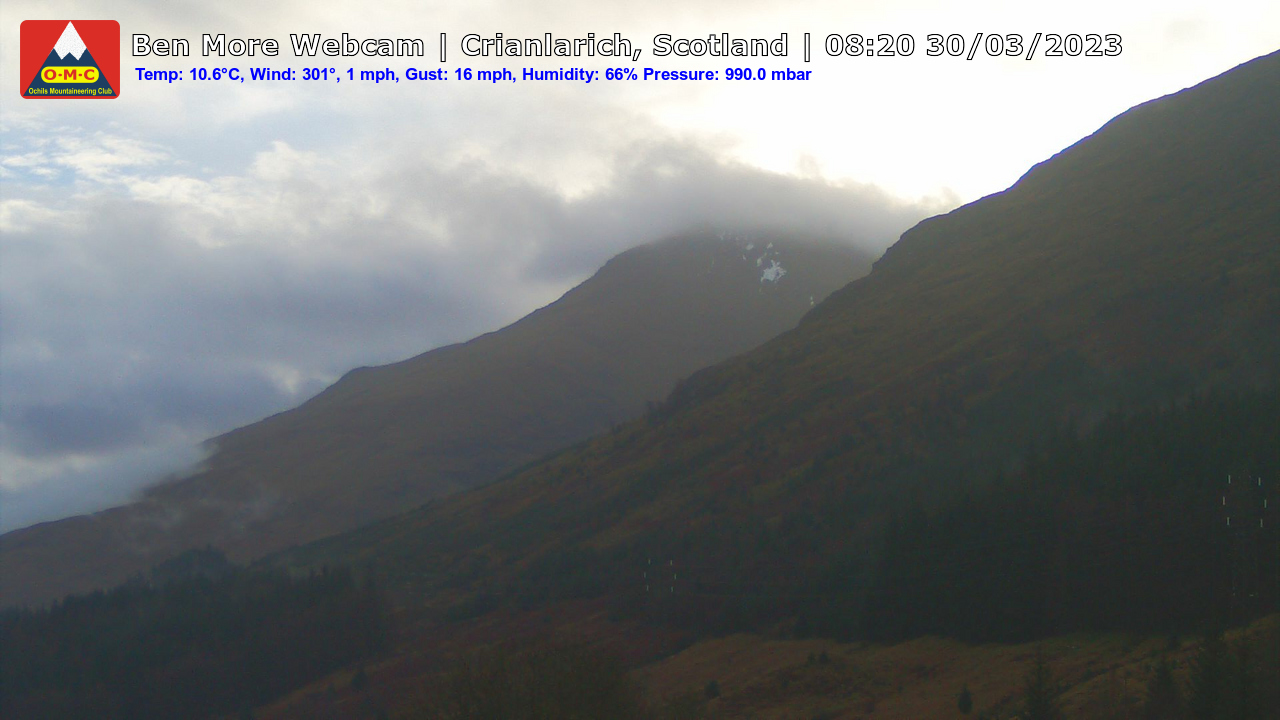 Ben More Webcam | Crianlarich, Scotland | 08:20 30/03/2023
Temp: 10.6°C, Wind: 301°, 1 mph, Gust: 16 mph, Humidity: 66% Pressure: 990.0 mbar
O·M·C
Ochils Mountaineering Club